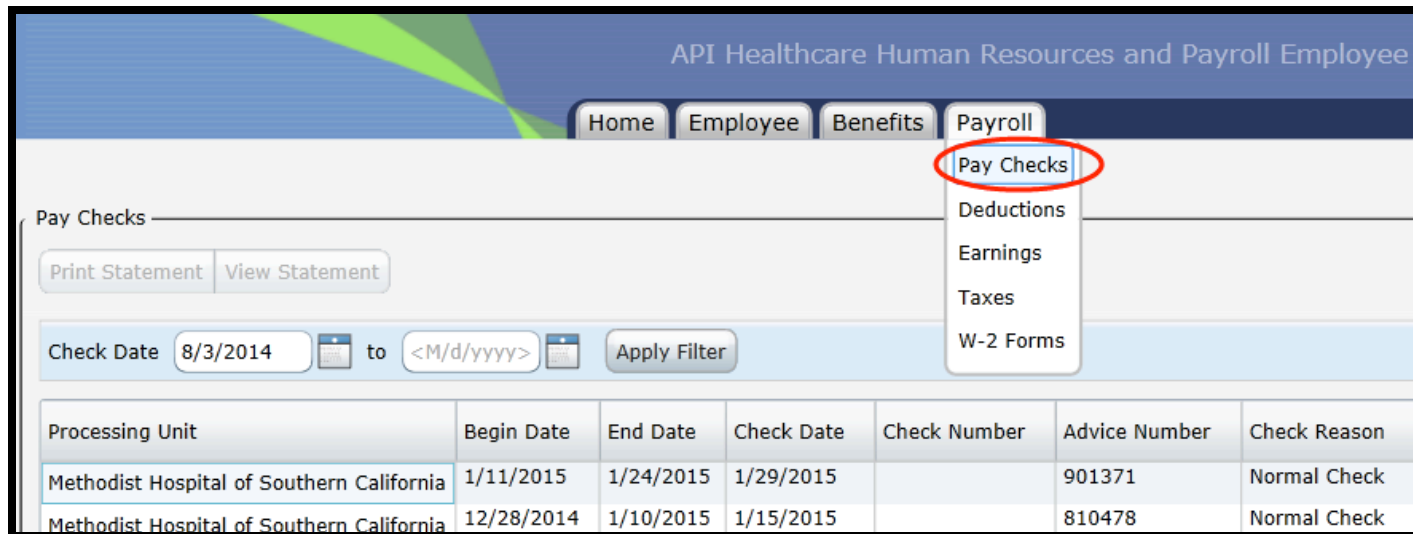 API Healthcare Human Resources and Payroll Employee
Home Employee Benefits Payroll
Pay Checks
Deductions
Earnings
Taxes
W-2 Forms
Pay Checks
Print Statement View Statement
Check Date 8/3/2014 to <M/d/yyyy> Apply Filter
Processing Unit Begin Date End Date Check Date Check Number Advice Number Check Reason
Methodist Hospital of Southern California 1/11/2015 1/24/2015 1/29/2015 901371 Normal Check
Methodist Hospital of Southern California 12/28/2014 1/10/2015 1/15/2015 810478 Normal Check